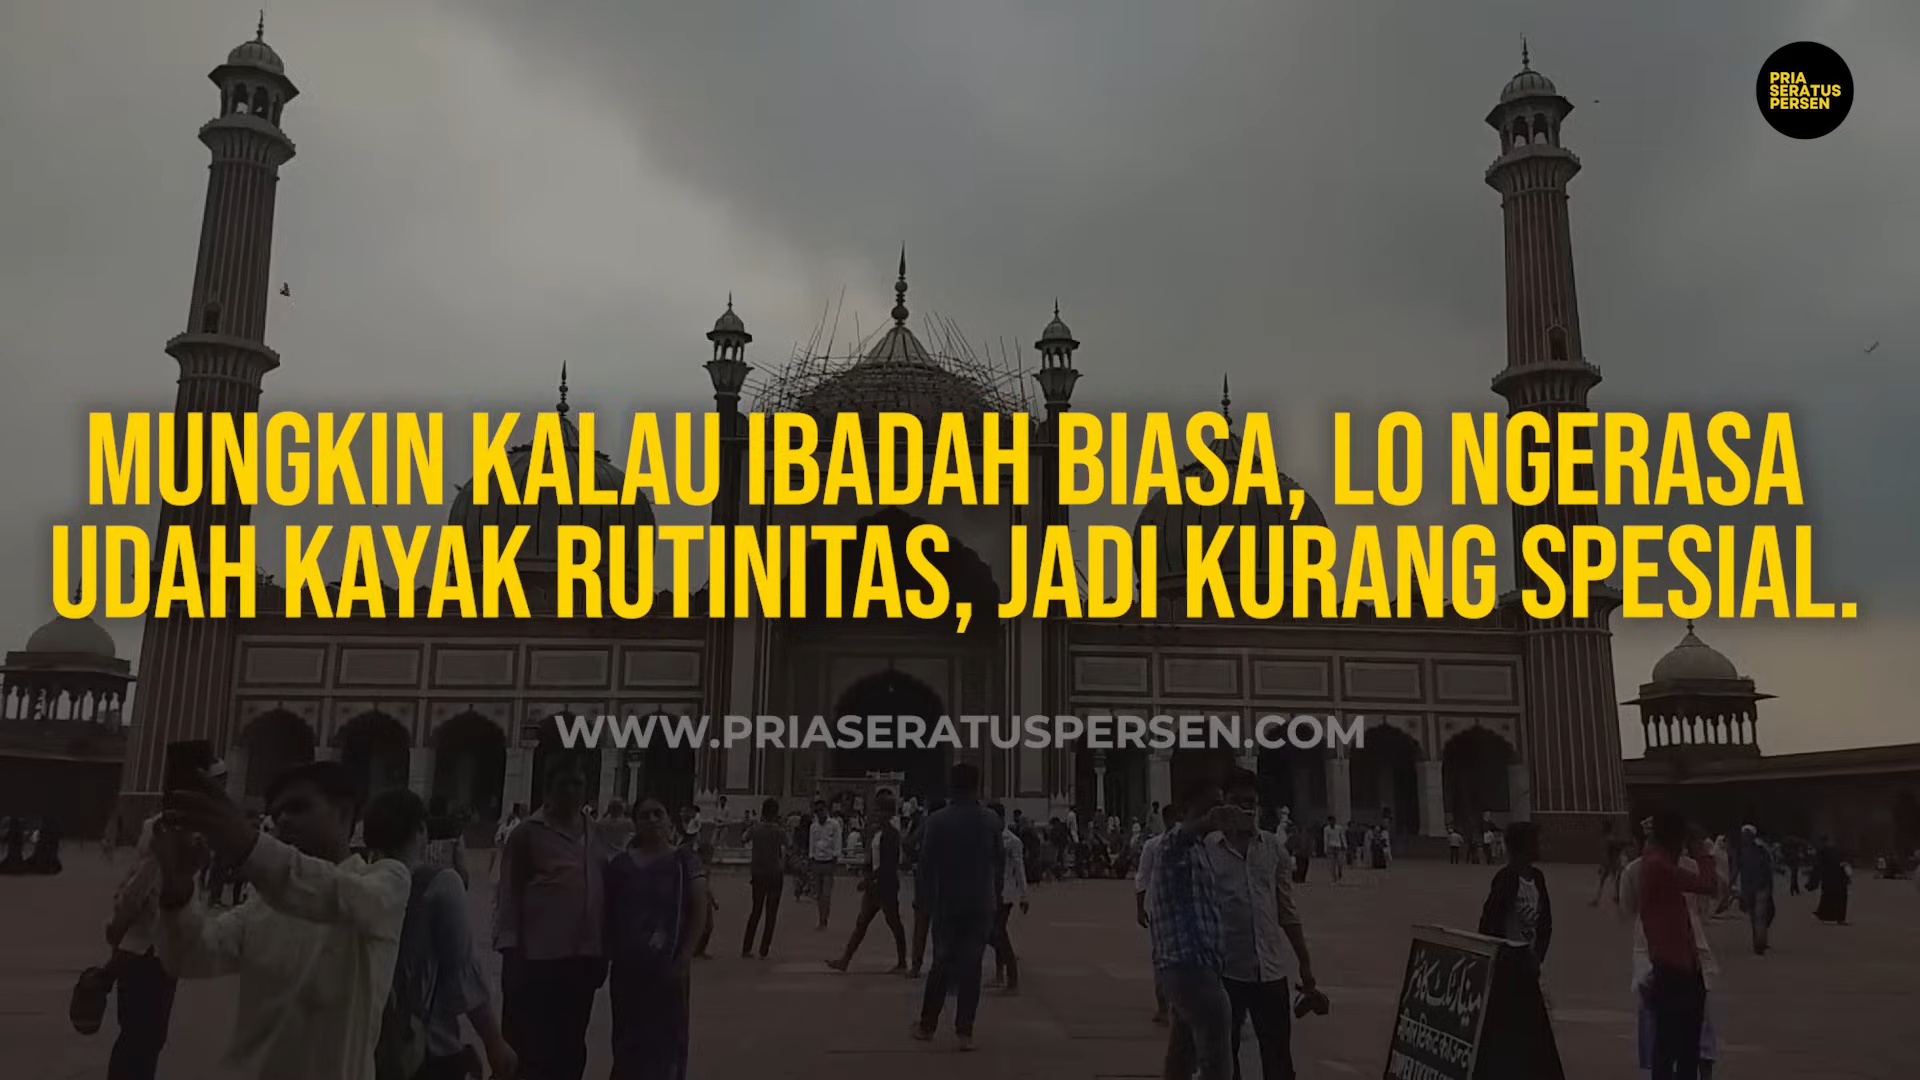 PRIA
SERATUS
PERSEN
MUNGKIN KALAU IBADAH BIASA, LO NGERASA
UDAH KAYAK RUTINITAS, JADI KURANG SPESIAL.
WWW.PRIASERATUSPERSEN.COM